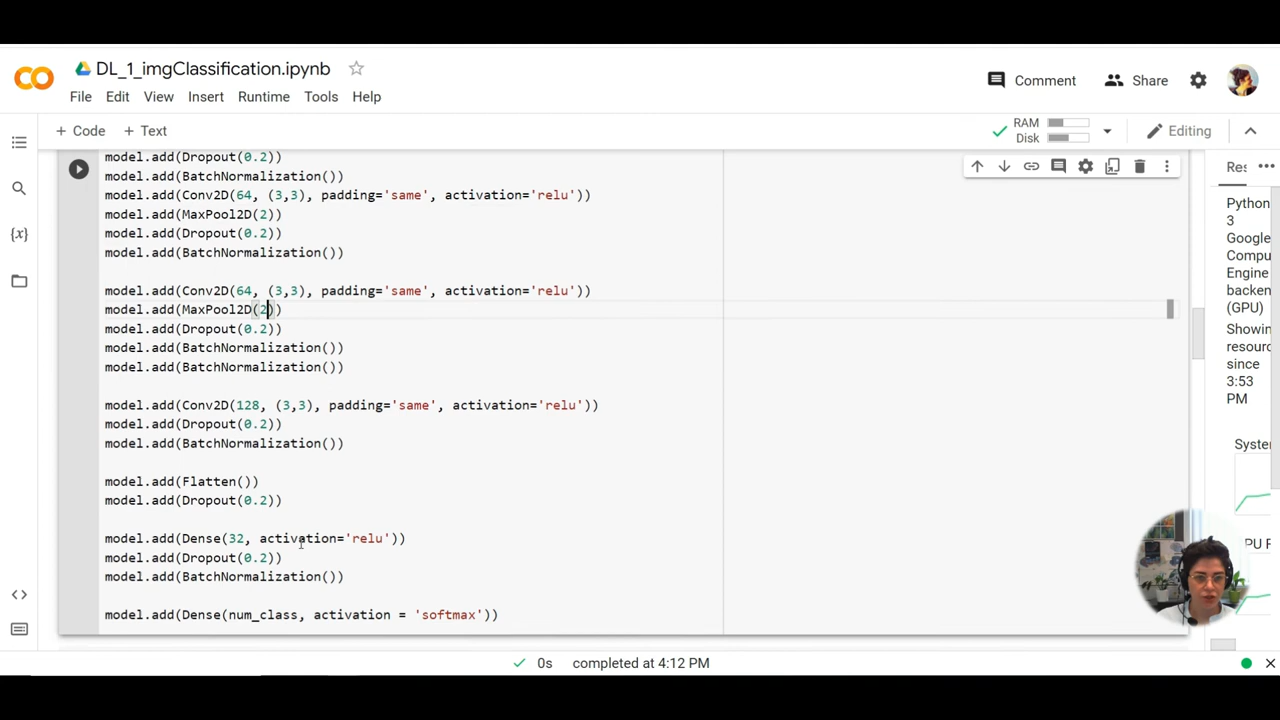 DL_1_imgClassification.ipynb
Comment
Share
File Edit View Insert Runtime Tools Help
+ Code + Text
RAM
Disk
Editing
model.add(Dropout(0.2))
model.add(BatchNormalization())
model.add(Conv2D(64, (3,3), padding='same', activation='relu'))
model.add(MaxPool2D(2))
model.add(Dropout(0.2))
model.add(BatchNormalization())
model.add(Conv2D(64, (3,3), padding='same', activation='relu'))
model.add(MaxPool2D(2))
model.add(Dropout(0.2))
model.add(BatchNormalization())
model.add(BatchNormalization())
model.add(Conv2D(128, (3,3), padding='same', activation='relu'))
model.add(Dropout(0.2))
model.add(BatchNormalization())
model.add(Flatten())
model.add(Dropout(0.2))
model.add(Dense(32, activation='relu'))
model.add(Dropout(0.2))
model.add(BatchNormalization())
model.add(Dense(num_class, activation = 'softmax'))
Res
Python
3
Google
Compu
Engine
backen
(GPU)
Showin
resourc
since
3:53
PM
Systen
GPU F
0s completed at 4:12 PM